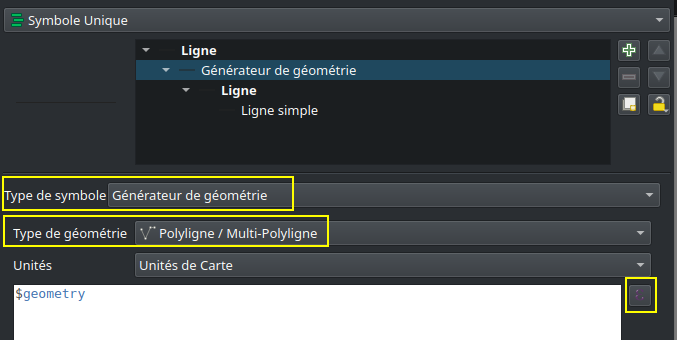 Symbole Unique
Ligne
Générateur de géométrie
Ligne
Ligne simple
Type de symbole Générateur de géométrie
Type de géométrie Polyligne / Multi-Polyligne
Unités Unités de Carte
$geometry